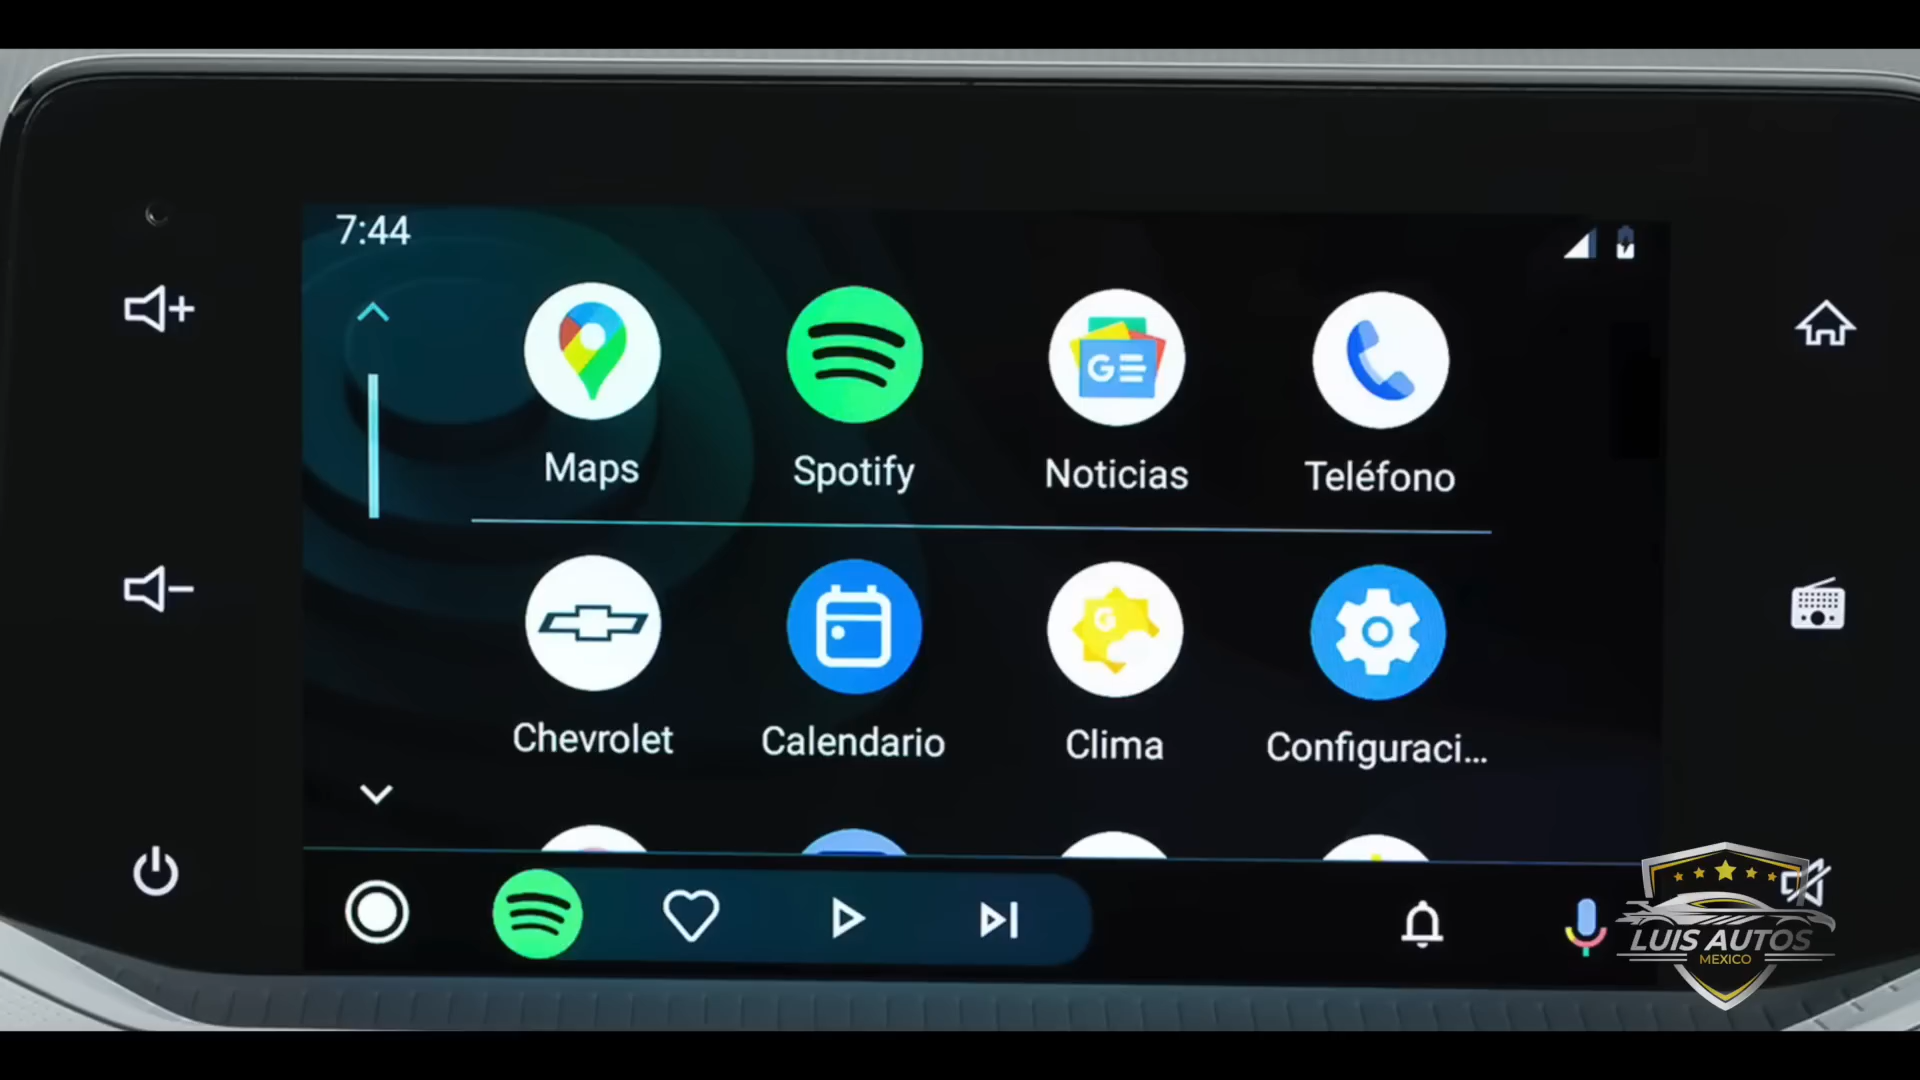 7:44
Maps
Spotify
Noticias
Teléfono
Chevrolet
Calendario
Clima
Configuraci...
LUIS AUTOS
MEXICO